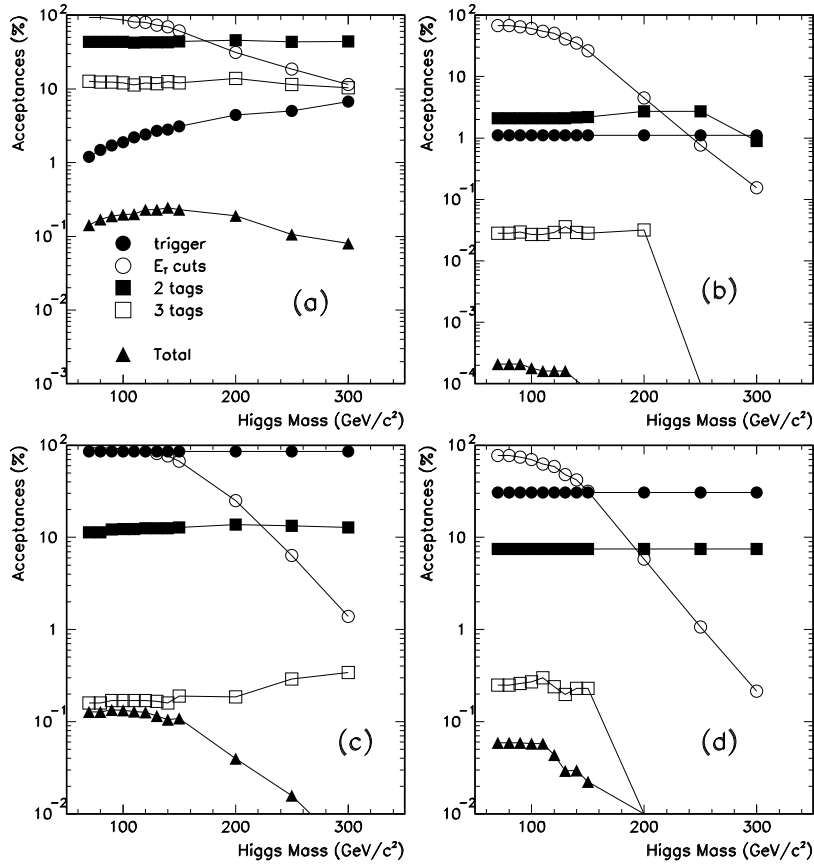 Acceptances (%)
10²
10
1
10⁻¹
10⁻²
10⁻³
trigger
E_T cuts
2 tags
3 tags
Total
(a)
100 200 300
Higgs Mass (GeV/c²)
Acceptances (%)
10²
10
1
10⁻¹
10⁻²
10⁻³
10⁻⁴
(b)
100 200 300
Higgs Mass (GeV/c²)
Acceptances (%)
10²
10
1
10⁻¹
10⁻²
(c)
100 200 300
Higgs Mass (GeV/c²)
Acceptances (%)
10²
10
1
10⁻¹
10⁻²
(d)
100 200 300
Higgs Mass (GeV/c²)